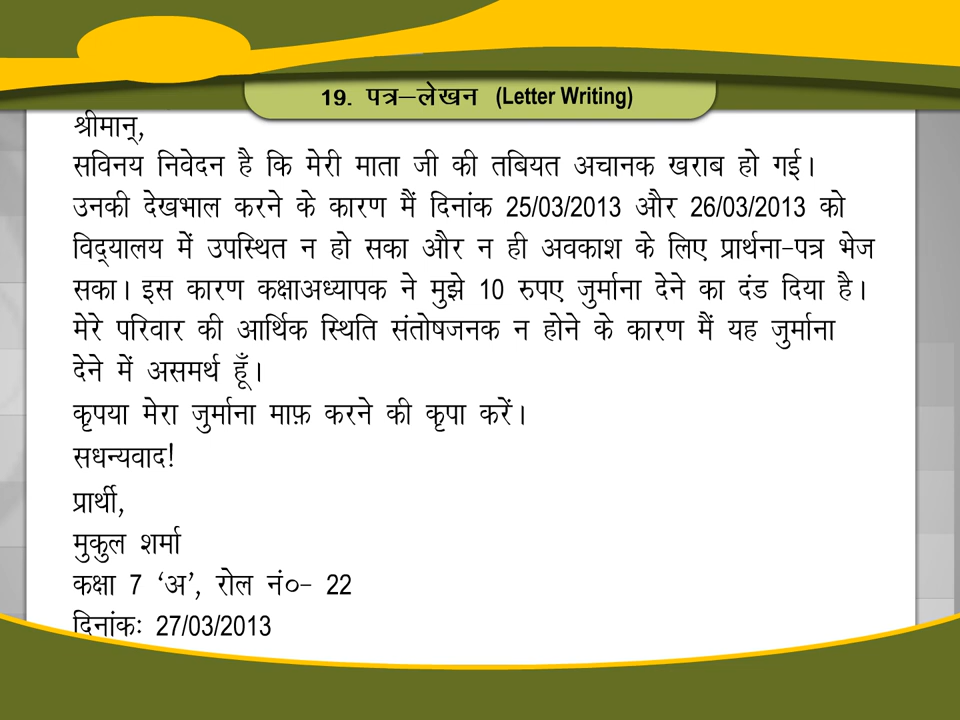 19. पत्र–लेखन (Letter Writing)
श्रीमान्,
सविनय निवेदन है कि मेरी माता जी की तबियत अचानक खराब हो गई।
उनकी देखभाल करने के कारण मैं दिनांक 25/03/2013 और 26/03/2013 को
विद्‌यालय में उपस्थित न हो सका और न ही अवकाश के लिए प्रार्थना-पत्र भेज
सका। इस कारण कक्षाअध्यापक ने मुझे 10 रुपए जुर्माना देने का दंड दिया है।
मेरे परिवार की आर्थिक स्थिति संतोषजनक न होने के कारण मैं यह जुर्माना
देने में असमर्थ हूँ।
कृपया मेरा जुर्माना माफ़ करने की कृपा करें।
सधन्यवाद!
प्रार्थी,
मुकुल शर्मा
कक्षा 7 ‘अ’, रोल नं०- 22
दिनांकः 27/03/2013